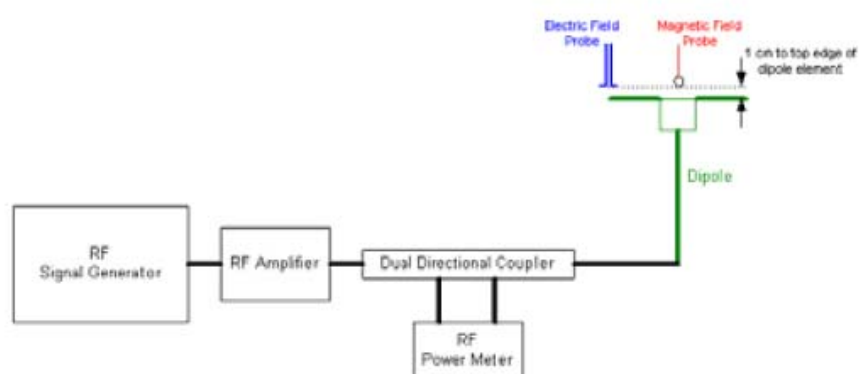 Electric Field
Probe
Magnetic Field
Probe
1 cm to top edge of
dipole element
Dipole
RF
Signal Generator
RF Amplifier
Dual Directional Coupler
RF
Power Meter